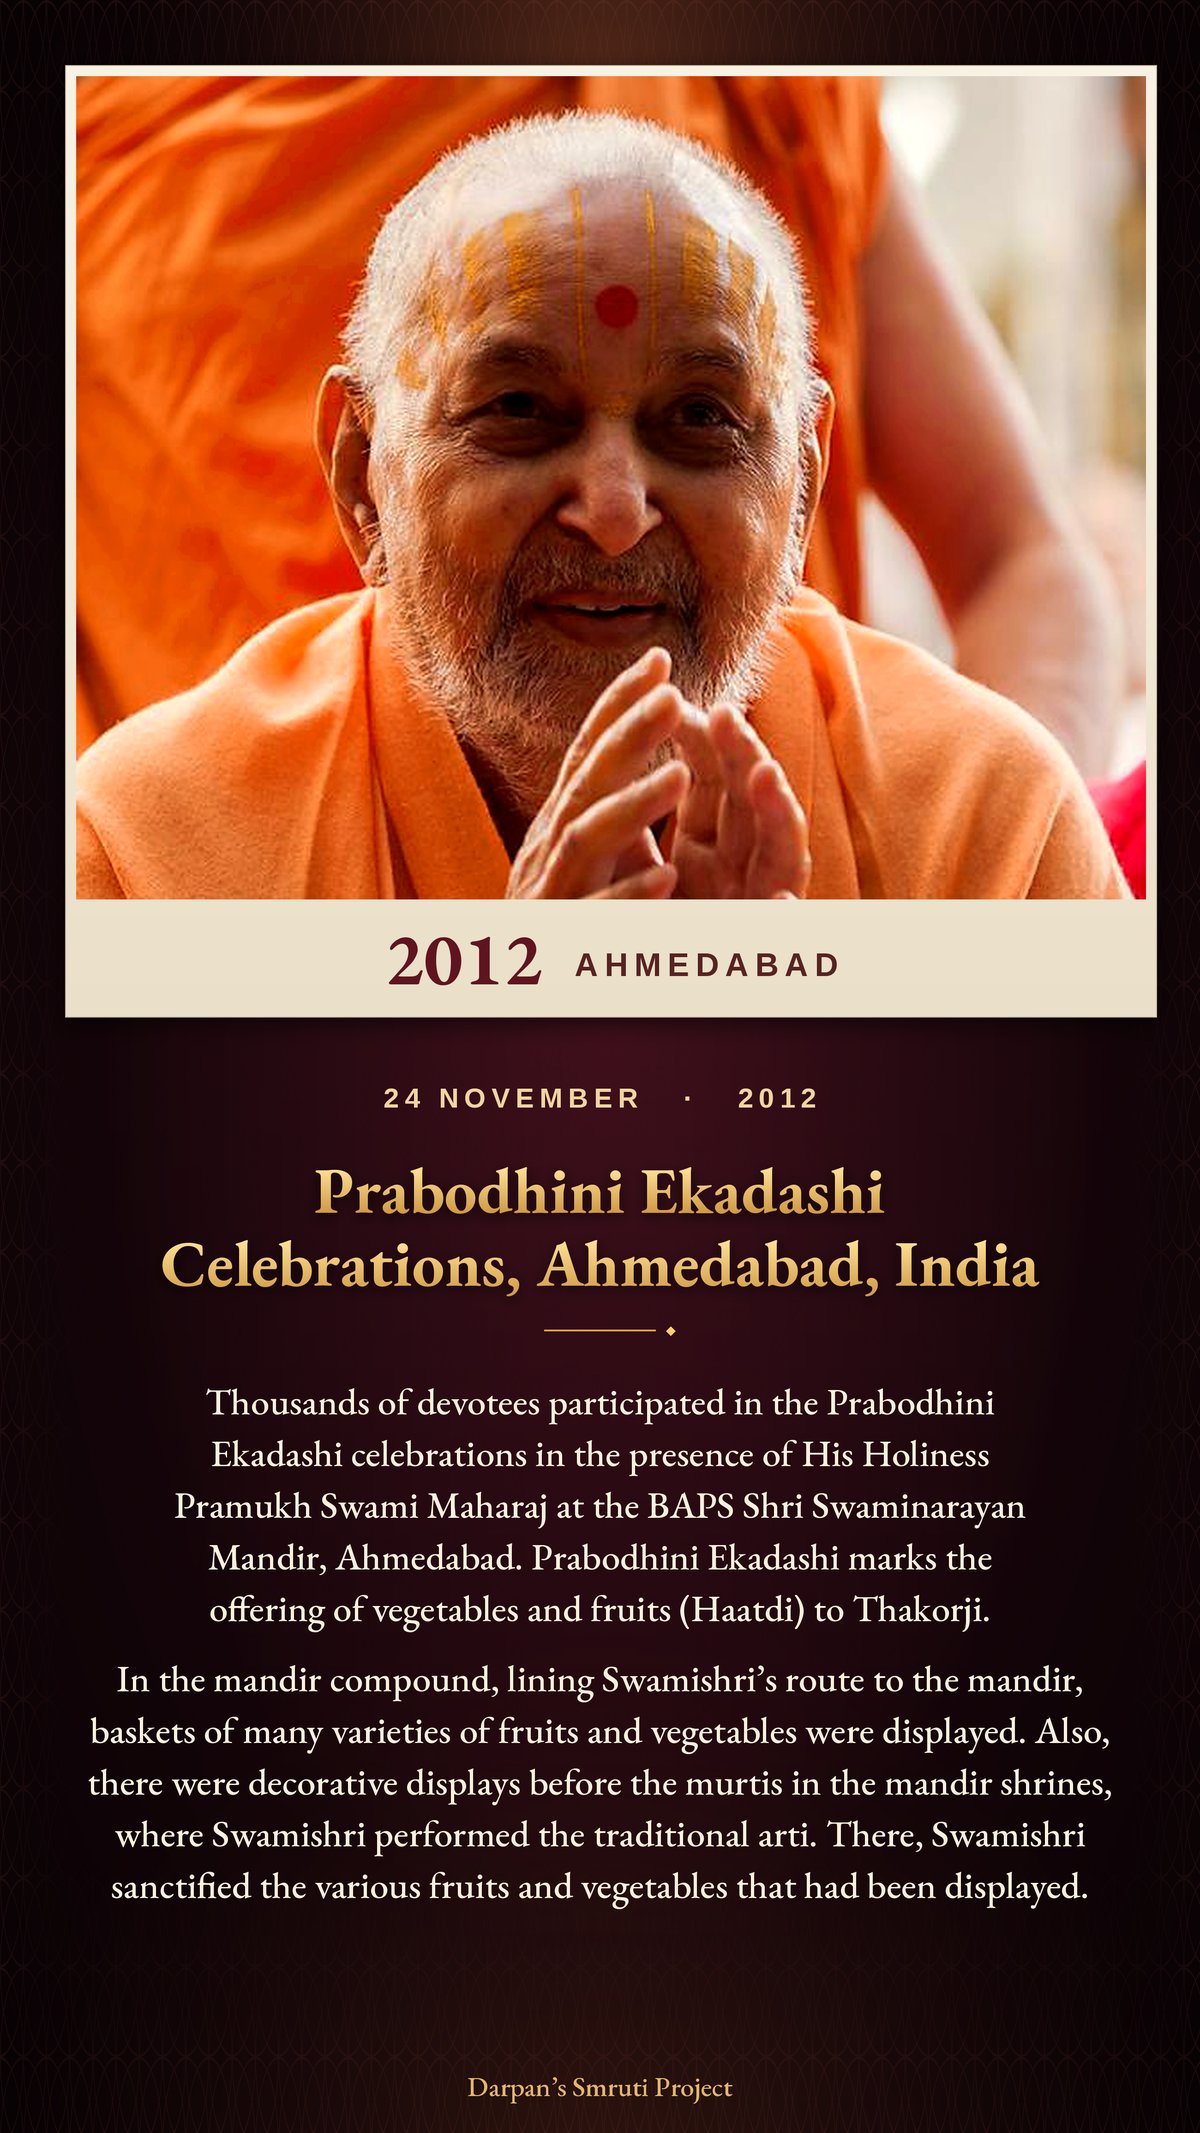 2012 AHMEDABAD
24 NOVEMBER · 2012
Prabodhini Ekadashi
Celebrations, Ahmedabad, India
Thousands of devotees participated in the Prabodhini
Ekadashi celebrations in the presence of His Holiness
Pramukh Swami Maharaj at the BAPS Shri Swaminarayan
Mandir, Ahmedabad. Prabodhini Ekadashi marks the
offering of vegetables and fruits (Haatdi) to Thakorji.
In the mandir compound, lining Swamishri’s route to the mandir,
baskets of many varieties of fruits and vegetables were displayed. Also,
there were decorative displays before the murtis in the mandir shrines,
where Swamishri performed the traditional arti. There, Swamishri
sanctified the various fruits and vegetables that had been displayed.
Darpan’s Smruti Project